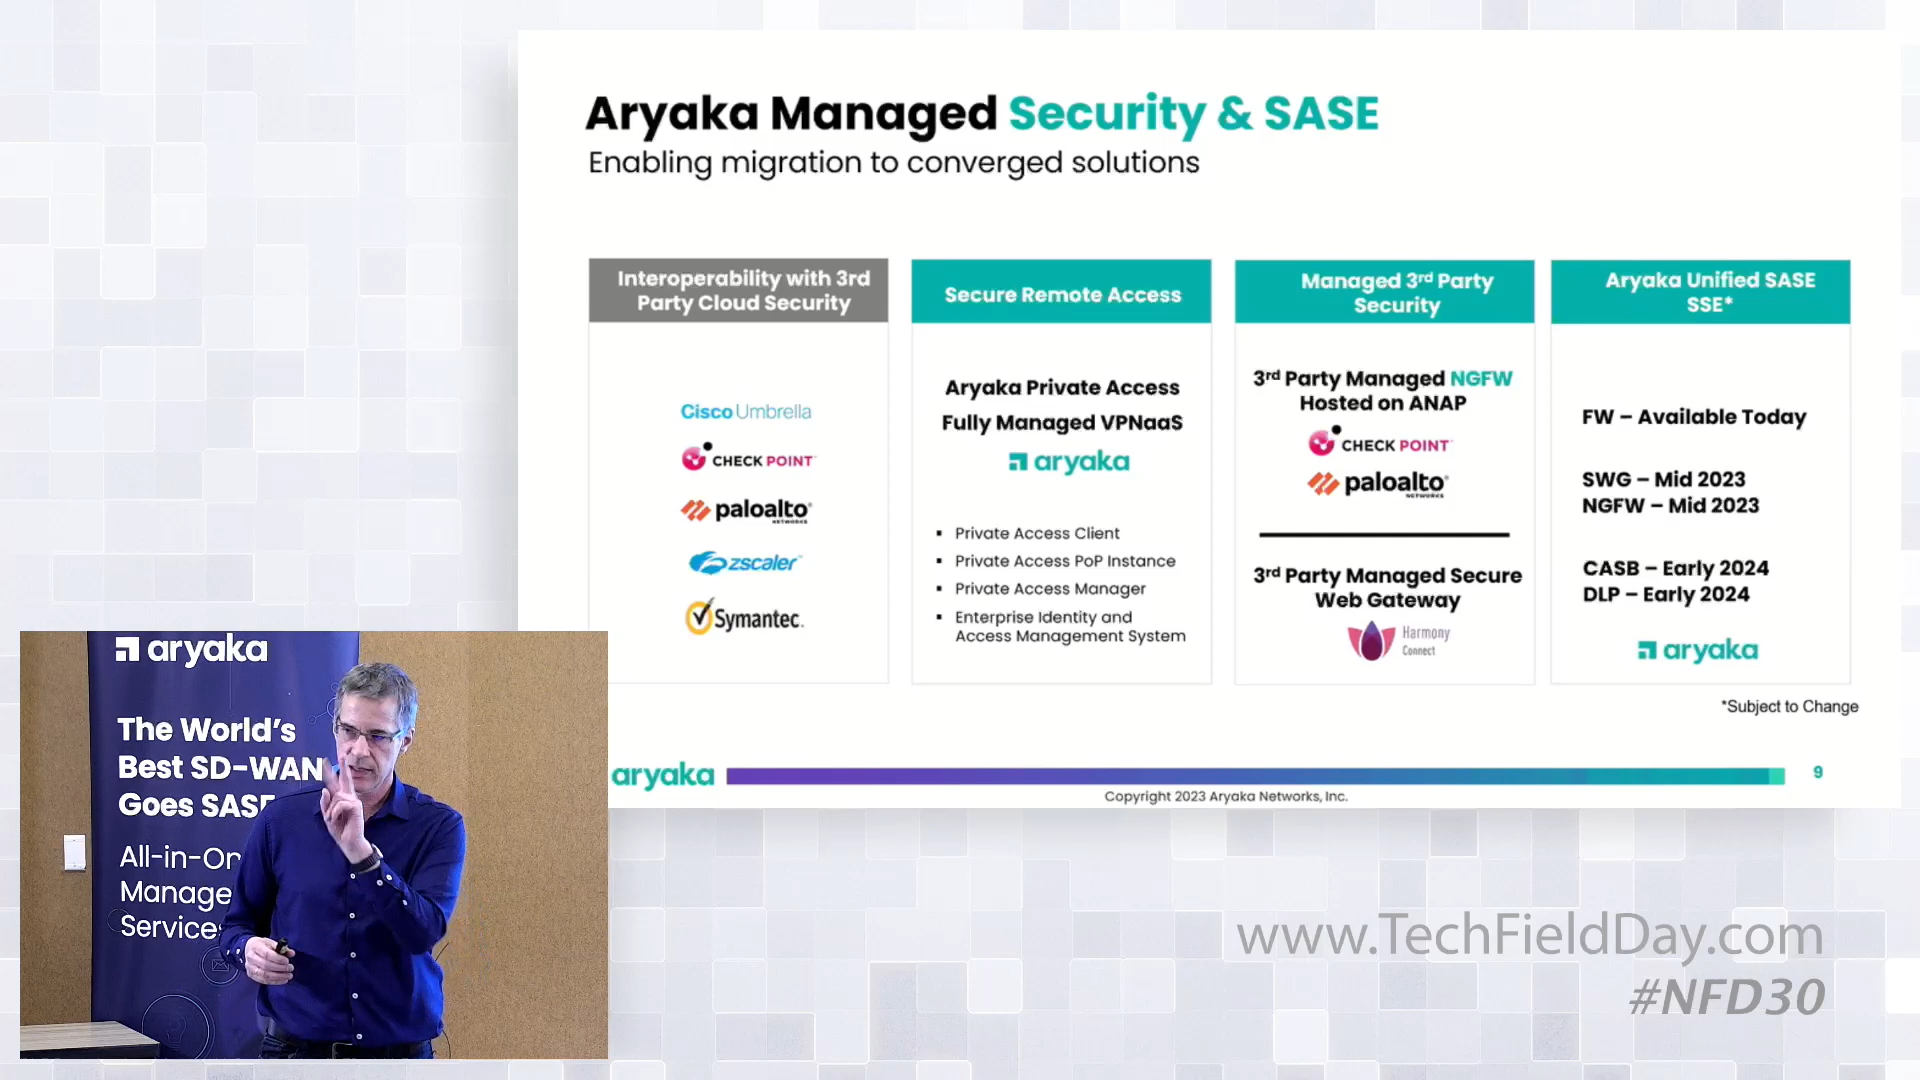 Aryaka Managed Security & SASE
Enabling migration to converged solutions
Interoperability with 3rd
Party Cloud Security
Cisco Umbrella
CHECK POINT
paloalto
NETWORKS
zscaler
Symantec.
Secure Remote Access
Aryaka Private Access
Fully Managed VPNaaS
aryaka
▪ Private Access Client
▪ Private Access PoP Instance
▪ Private Access Manager
▪ Enterprise Identity and
Access Management System
Managed 3rd Party
Security
3rd Party Managed NGFW
Hosted on ANAP
CHECK POINT
paloalto
NETWORKS
3rd Party Managed Secure
Web Gateway
Harmony
Connect
Aryaka Unified SASE
SSE*
FW – Available Today
SWG – Mid 2023
NGFW – Mid 2023
CASB – Early 2024
DLP – Early 2024
aryaka
*Subject to Change
aryaka
9
Copyright 2023 Aryaka Networks, Inc.
aryaka
The World's
Best SD-WAN
Goes SASE
All-in-On
Manage
Services
www.TechFieldDay.com
#NFD30